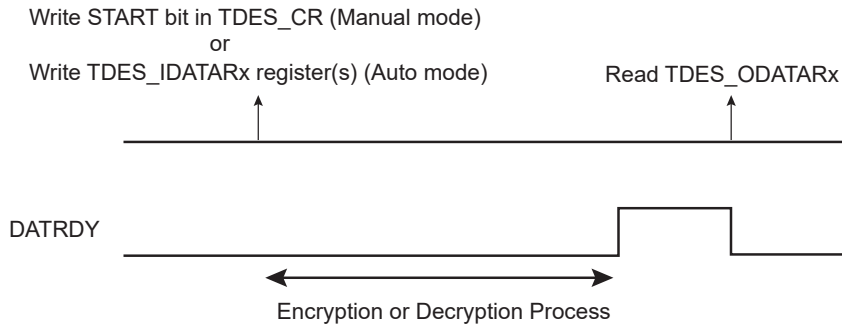 Write START bit in TDES_CR (Manual mode)
or
Write TDES_IDATARx register(s) (Auto mode)
Read TDES_ODATARx
DATRDY
Encryption or Decryption Process